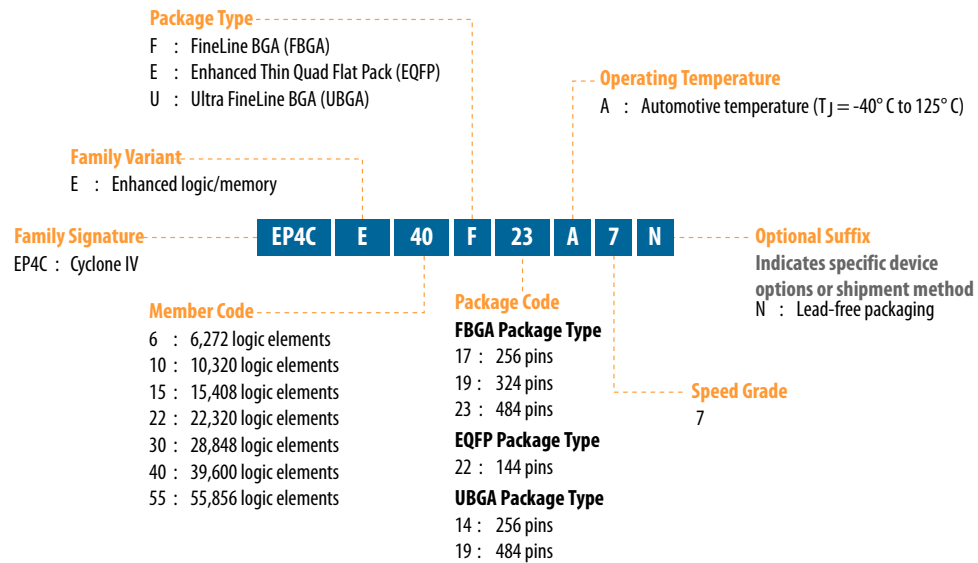 Package Type
F : FineLine BGA (FBGA)
E : Enhanced Thin Quad Flat Pack (EQFP)
U : Ultra FineLine BGA (UBGA)
Operating Temperature
A : Automotive temperature (TJ = -40° C to 125° C)
Family Variant
E : Enhanced logic/memory
Family Signature
EP4C : Cyclone IV
EP4C E 40 F 23 A 7 N
Optional Suffix
Indicates specific device
options or shipment method
N : Lead-free packaging
Member Code
6 : 6,272 logic elements
10 : 10,320 logic elements
15 : 15,408 logic elements
22 : 22,320 logic elements
30 : 28,848 logic elements
40 : 39,600 logic elements
55 : 55,856 logic elements
Package Code
FBGA Package Type
17 : 256 pins
19 : 324 pins
23 : 484 pins
EQFP Package Type
22 : 144 pins
UBGA Package Type
14 : 256 pins
19 : 484 pins
Speed Grade
7